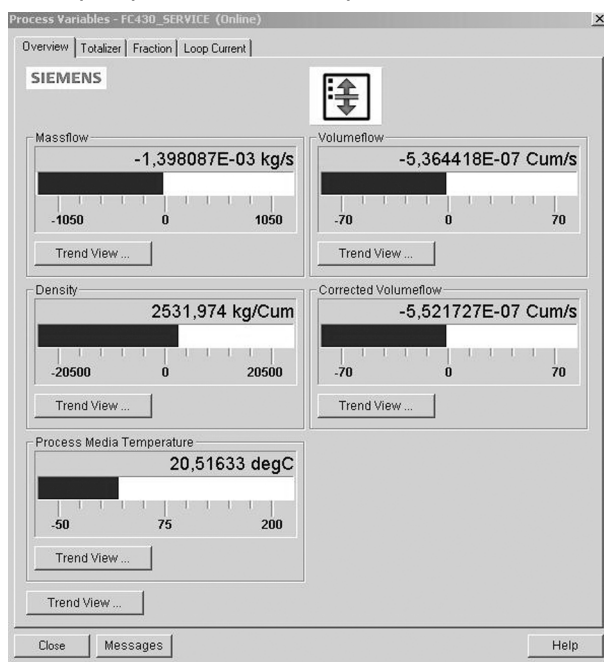 Process Variables - FC430_SERVICE (Online)
Overview Totalizer Fraction Loop Current
SIEMENS
Massflow
-1,398087E-03 kg/s
-1050 0 1050
Trend View ...
Volumeflow
-5,364418E-07 Cum/s
-70 0 70
Trend View ...
Density
2531,974 kg/Cum
-20500 0 20500
Trend View ...
Corrected Volumeflow
-5,521727E-07 Cum/s
-70 0 70
Trend View ...
Process Media Temperature
20,51633 degC
-50 75 200
Trend View ...
Trend View ...
Close Messages Help